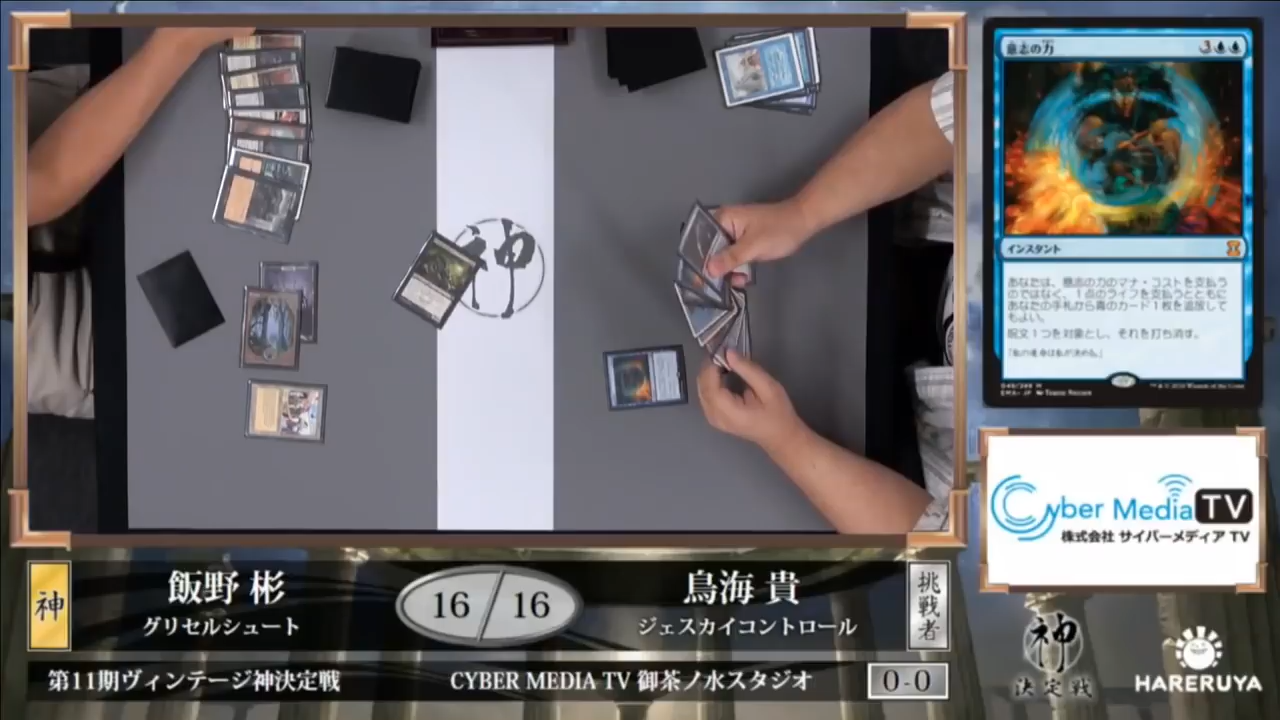 意志の力 3
インスタント
あなたは、意志の力のマナ・コストを支払う
のではなく、1点のライフを支払うとともに
あなたの手札から青のカード1枚を追放して
もよい。
呪文1つを対象とし、それを打ち消す。
神
Cyber Media TV
株式会社 サイバーメディアTV
神
飯野 彬
グリセルシュート
16 / 16
鳥海 貴
ジェスカイコントロール
挑戦者
第11期ヴィンテージ神決定戦
CYBER MEDIA TV 御茶ノ水スタジオ
0-0
神
決定戦
HARERUYA